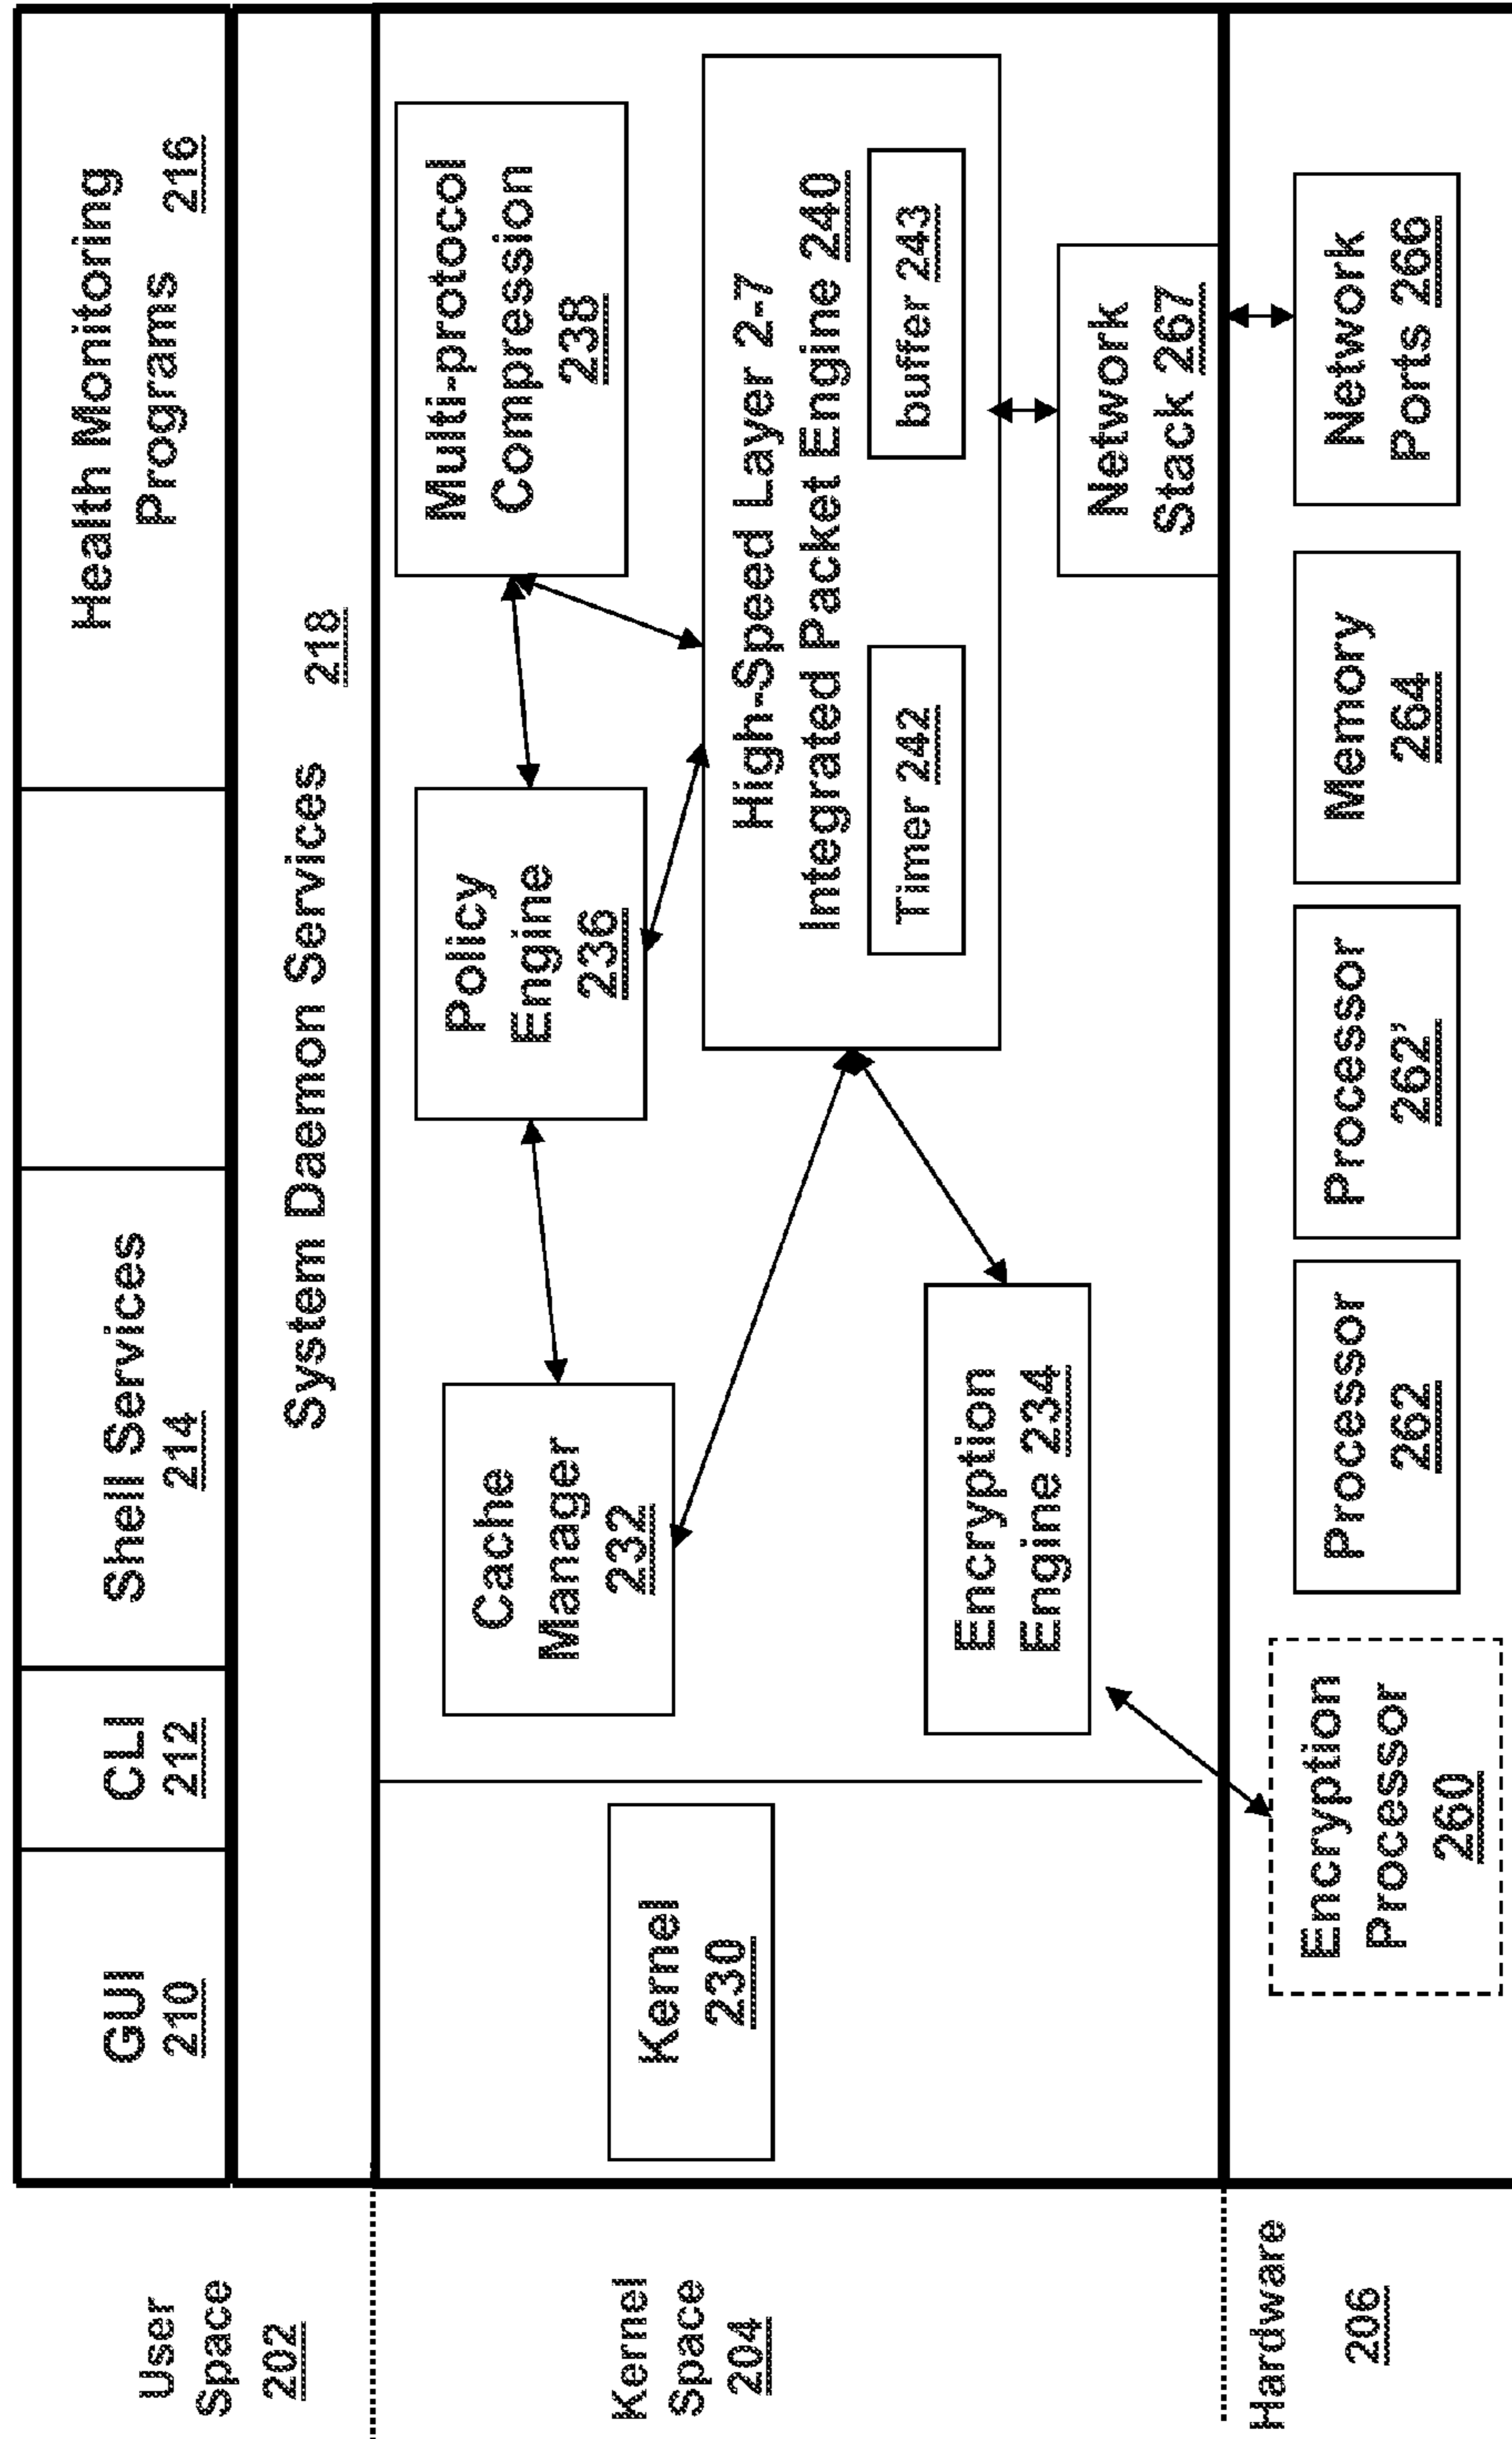 User
Space
202
GUI
210
CLI
212
Shell Services
214
Health Monitoring
Programs 216
System Daemon Services 218
Kernel
Space
204
Kernel
230
Cache
Manager
232
Policy
Engine
236
Multi-protocol
Compression
238
High-Speed Layer 2-7
Integrated Packet Engine 240
Timer 242
buffer 243
Encryption
Engine 234
Network
Stack 267
Hardware
206
Encryption
Processor
260
Processor
262
Processor
262'
Memory
264
Network
Ports 266